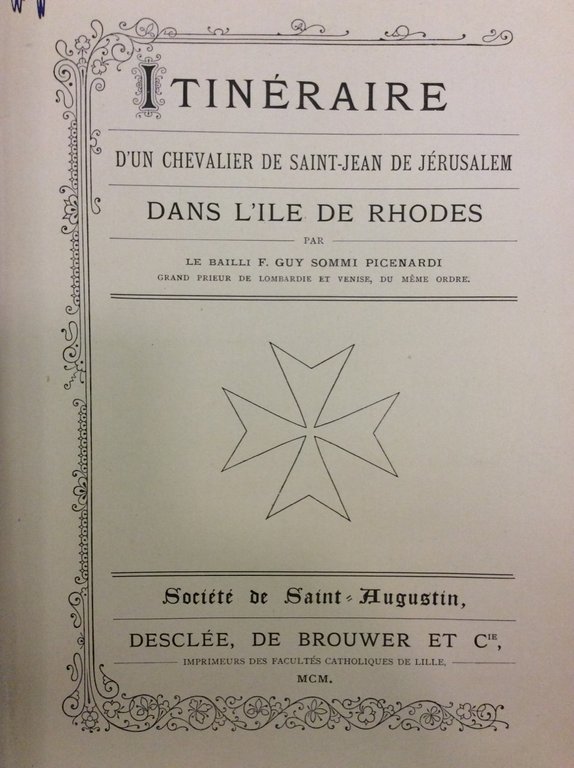 ITINÉRAIRE
D'UN CHEVALIER DE SAINT-JEAN DE JÉRUSALEM
DANS L'ILE DE RHODES
PAR
LE BAILLI F. GUY SOMMI PICENARDI
GRAND PRIEUR DE LOMBARDIE ET VENISE, DU MÊME ORDRE.
Société de Saint-Augustin,
DESCLÉE, DE BROUWER ET CIE,
IMPRIMEURS DES FACULTÉS CATHOLIQUES DE LILLE,
MCM.